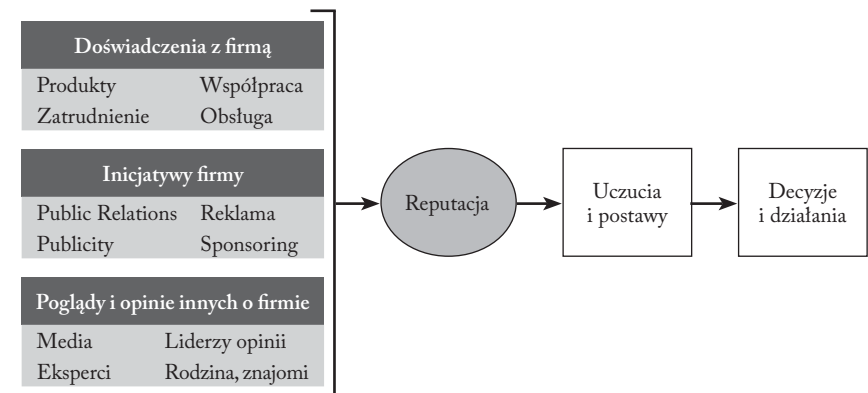 Doświadczenia z firmą
Produkty Współpraca
Zatrudnienie Obsługa
Inicjatywy firmy
Public Relations Reklama
Publicity Sponsoring
Poglądy i opinie innych o firmie
Media Liderzy opinii
Eksperci Rodzina, znajomi
Reputacja
Uczucia
i postawy
Decyzje
i działania